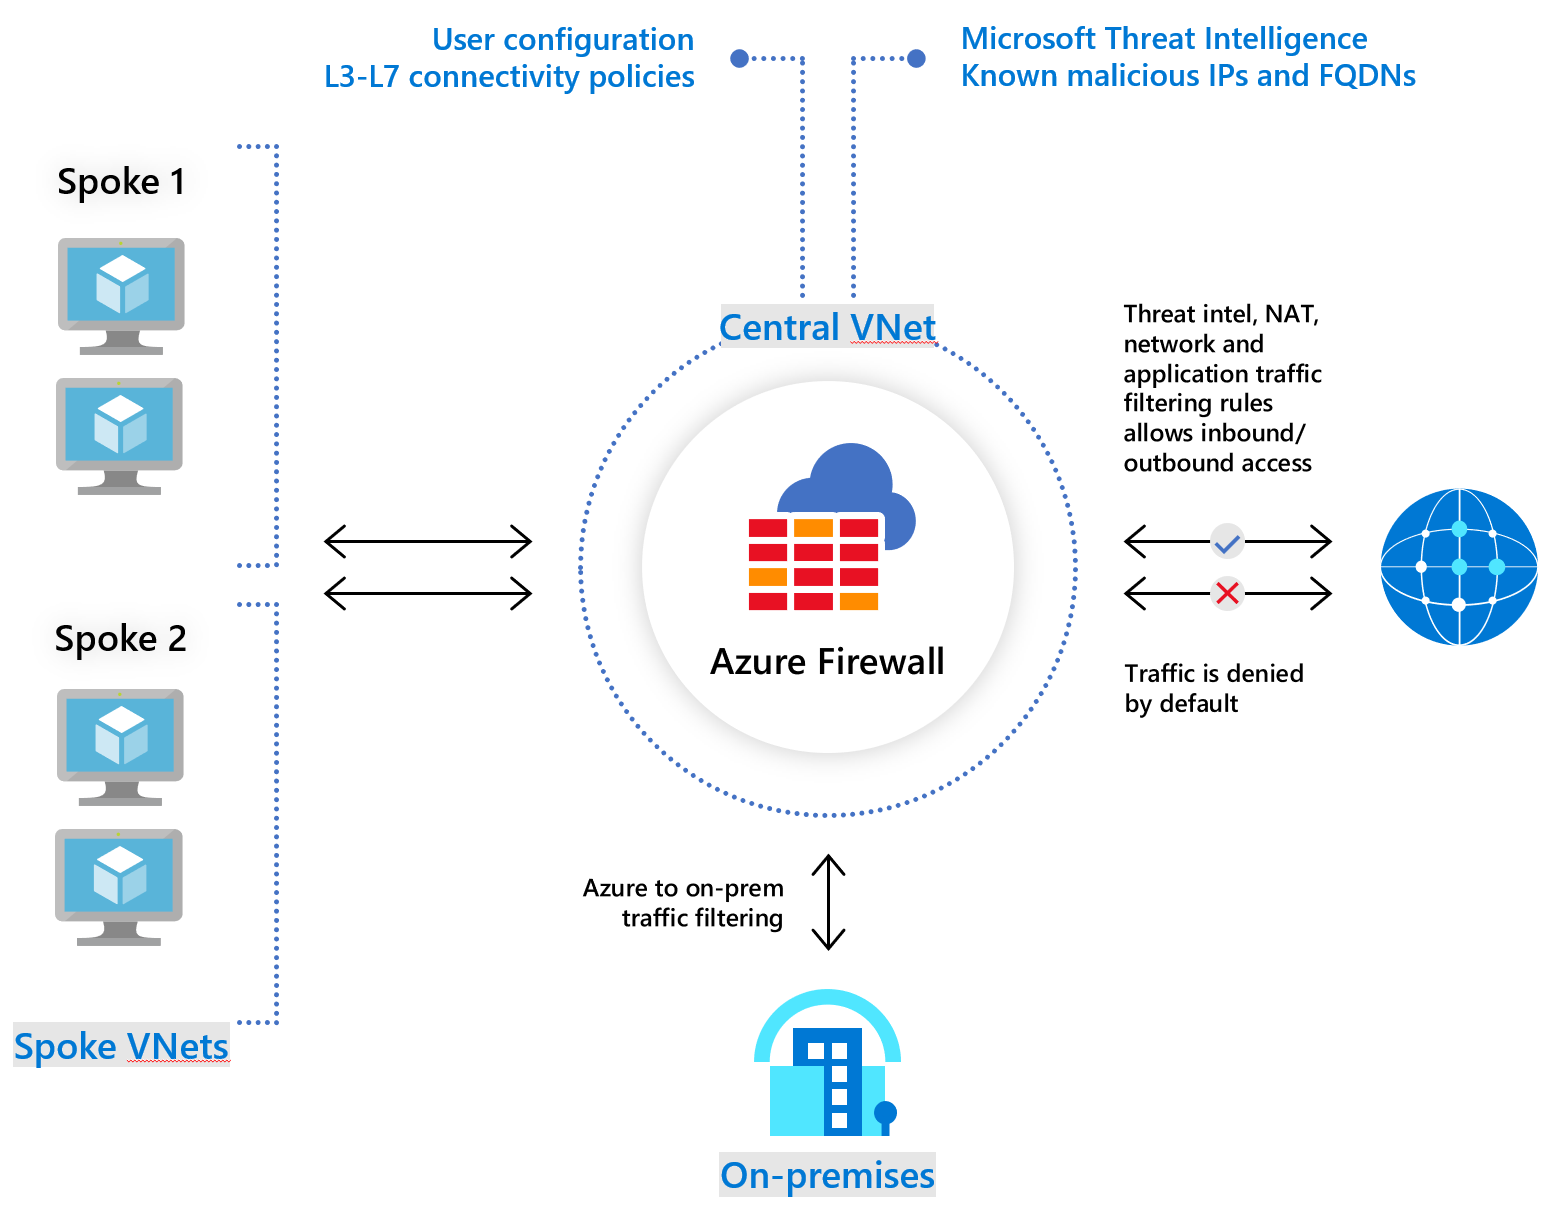 User configuration
L3-L7 connectivity policies
Microsoft Threat Intelligence
Known malicious IPs and FQDNs
Spoke 1
Central VNet
Threat intel, NAT,
network and
application traffic
filtering rules
allows inbound/
outbound access
Azure Firewall
Spoke 2
Traffic is denied
by default
Azure to on-prem
traffic filtering
Spoke VNets
On-premises